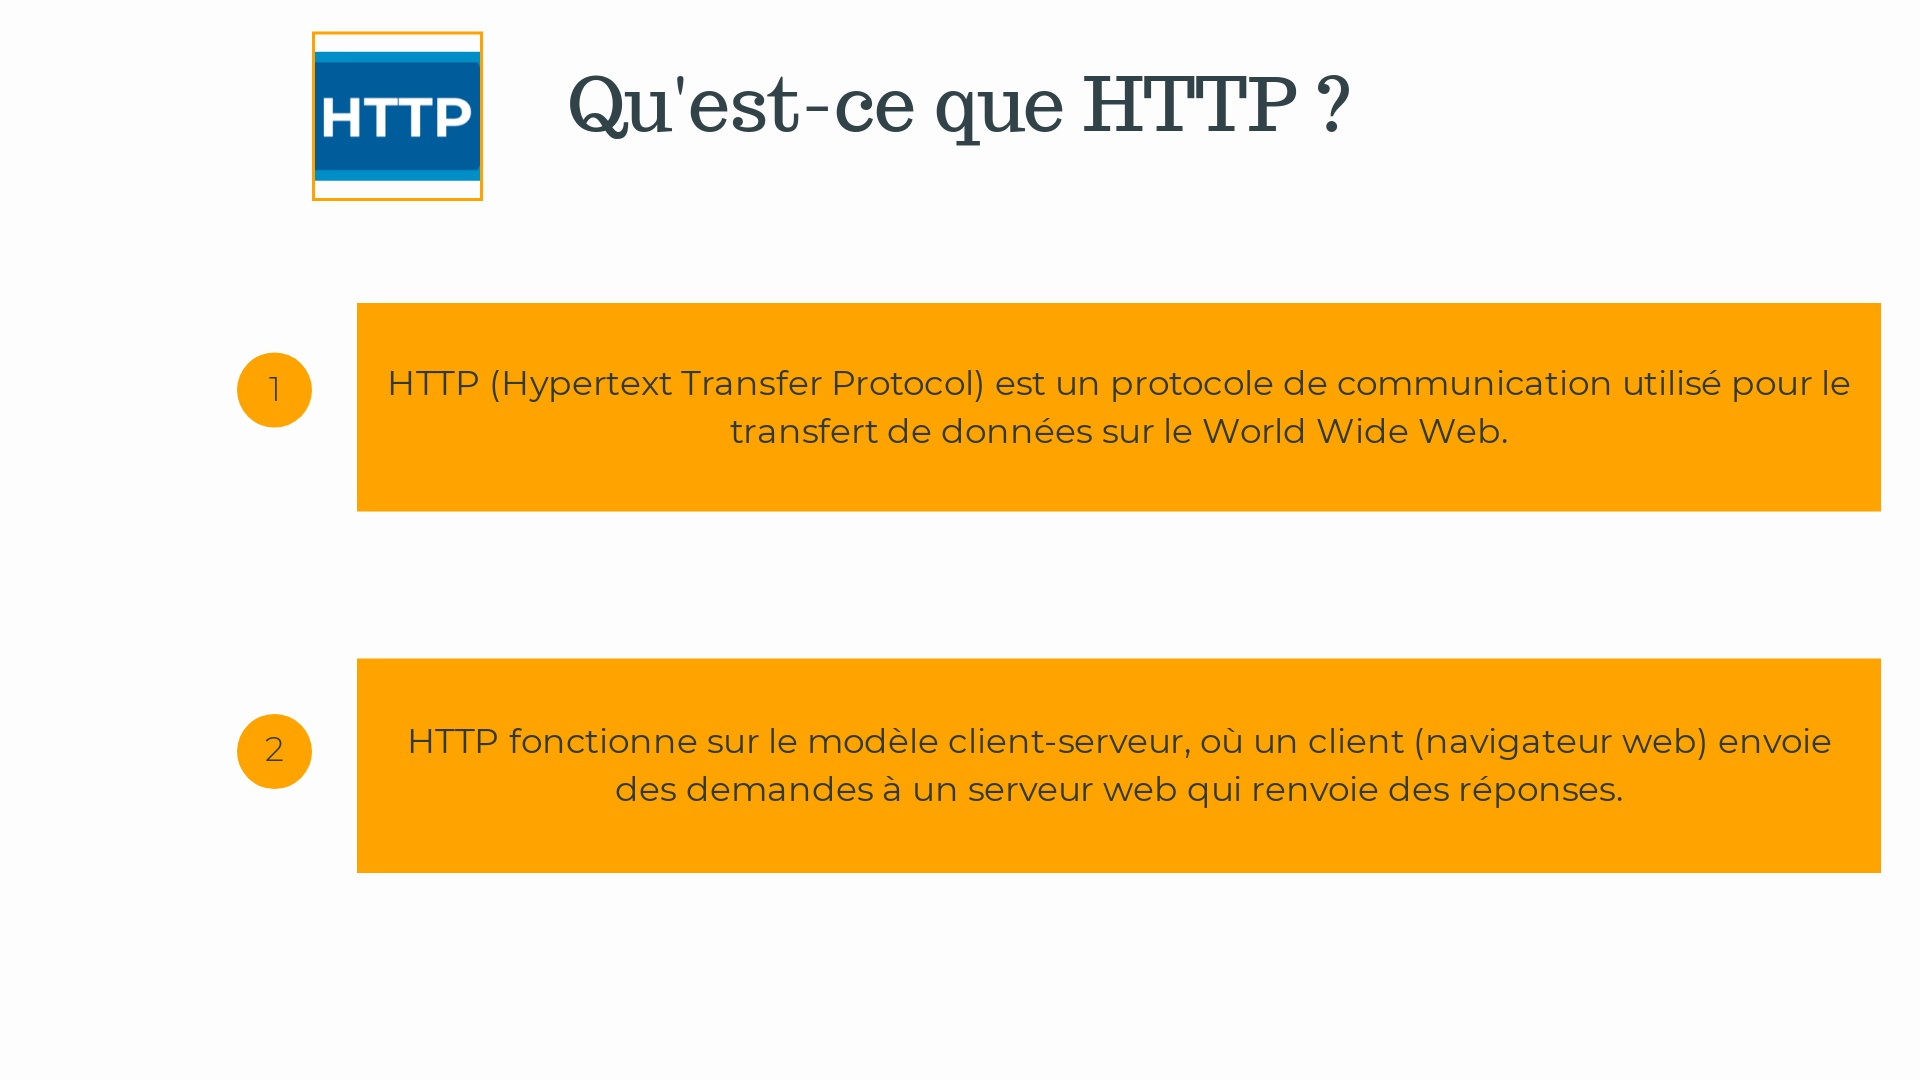 HTTP
Qu'est-ce que HTTP ?
1
HTTP (Hypertext Transfer Protocol) est un protocole de communication utilisé pour le
transfert de données sur le World Wide Web.
2
HTTP fonctionne sur le modèle client-serveur, où un client (navigateur web) envoie
des demandes à un serveur web qui renvoie des réponses.